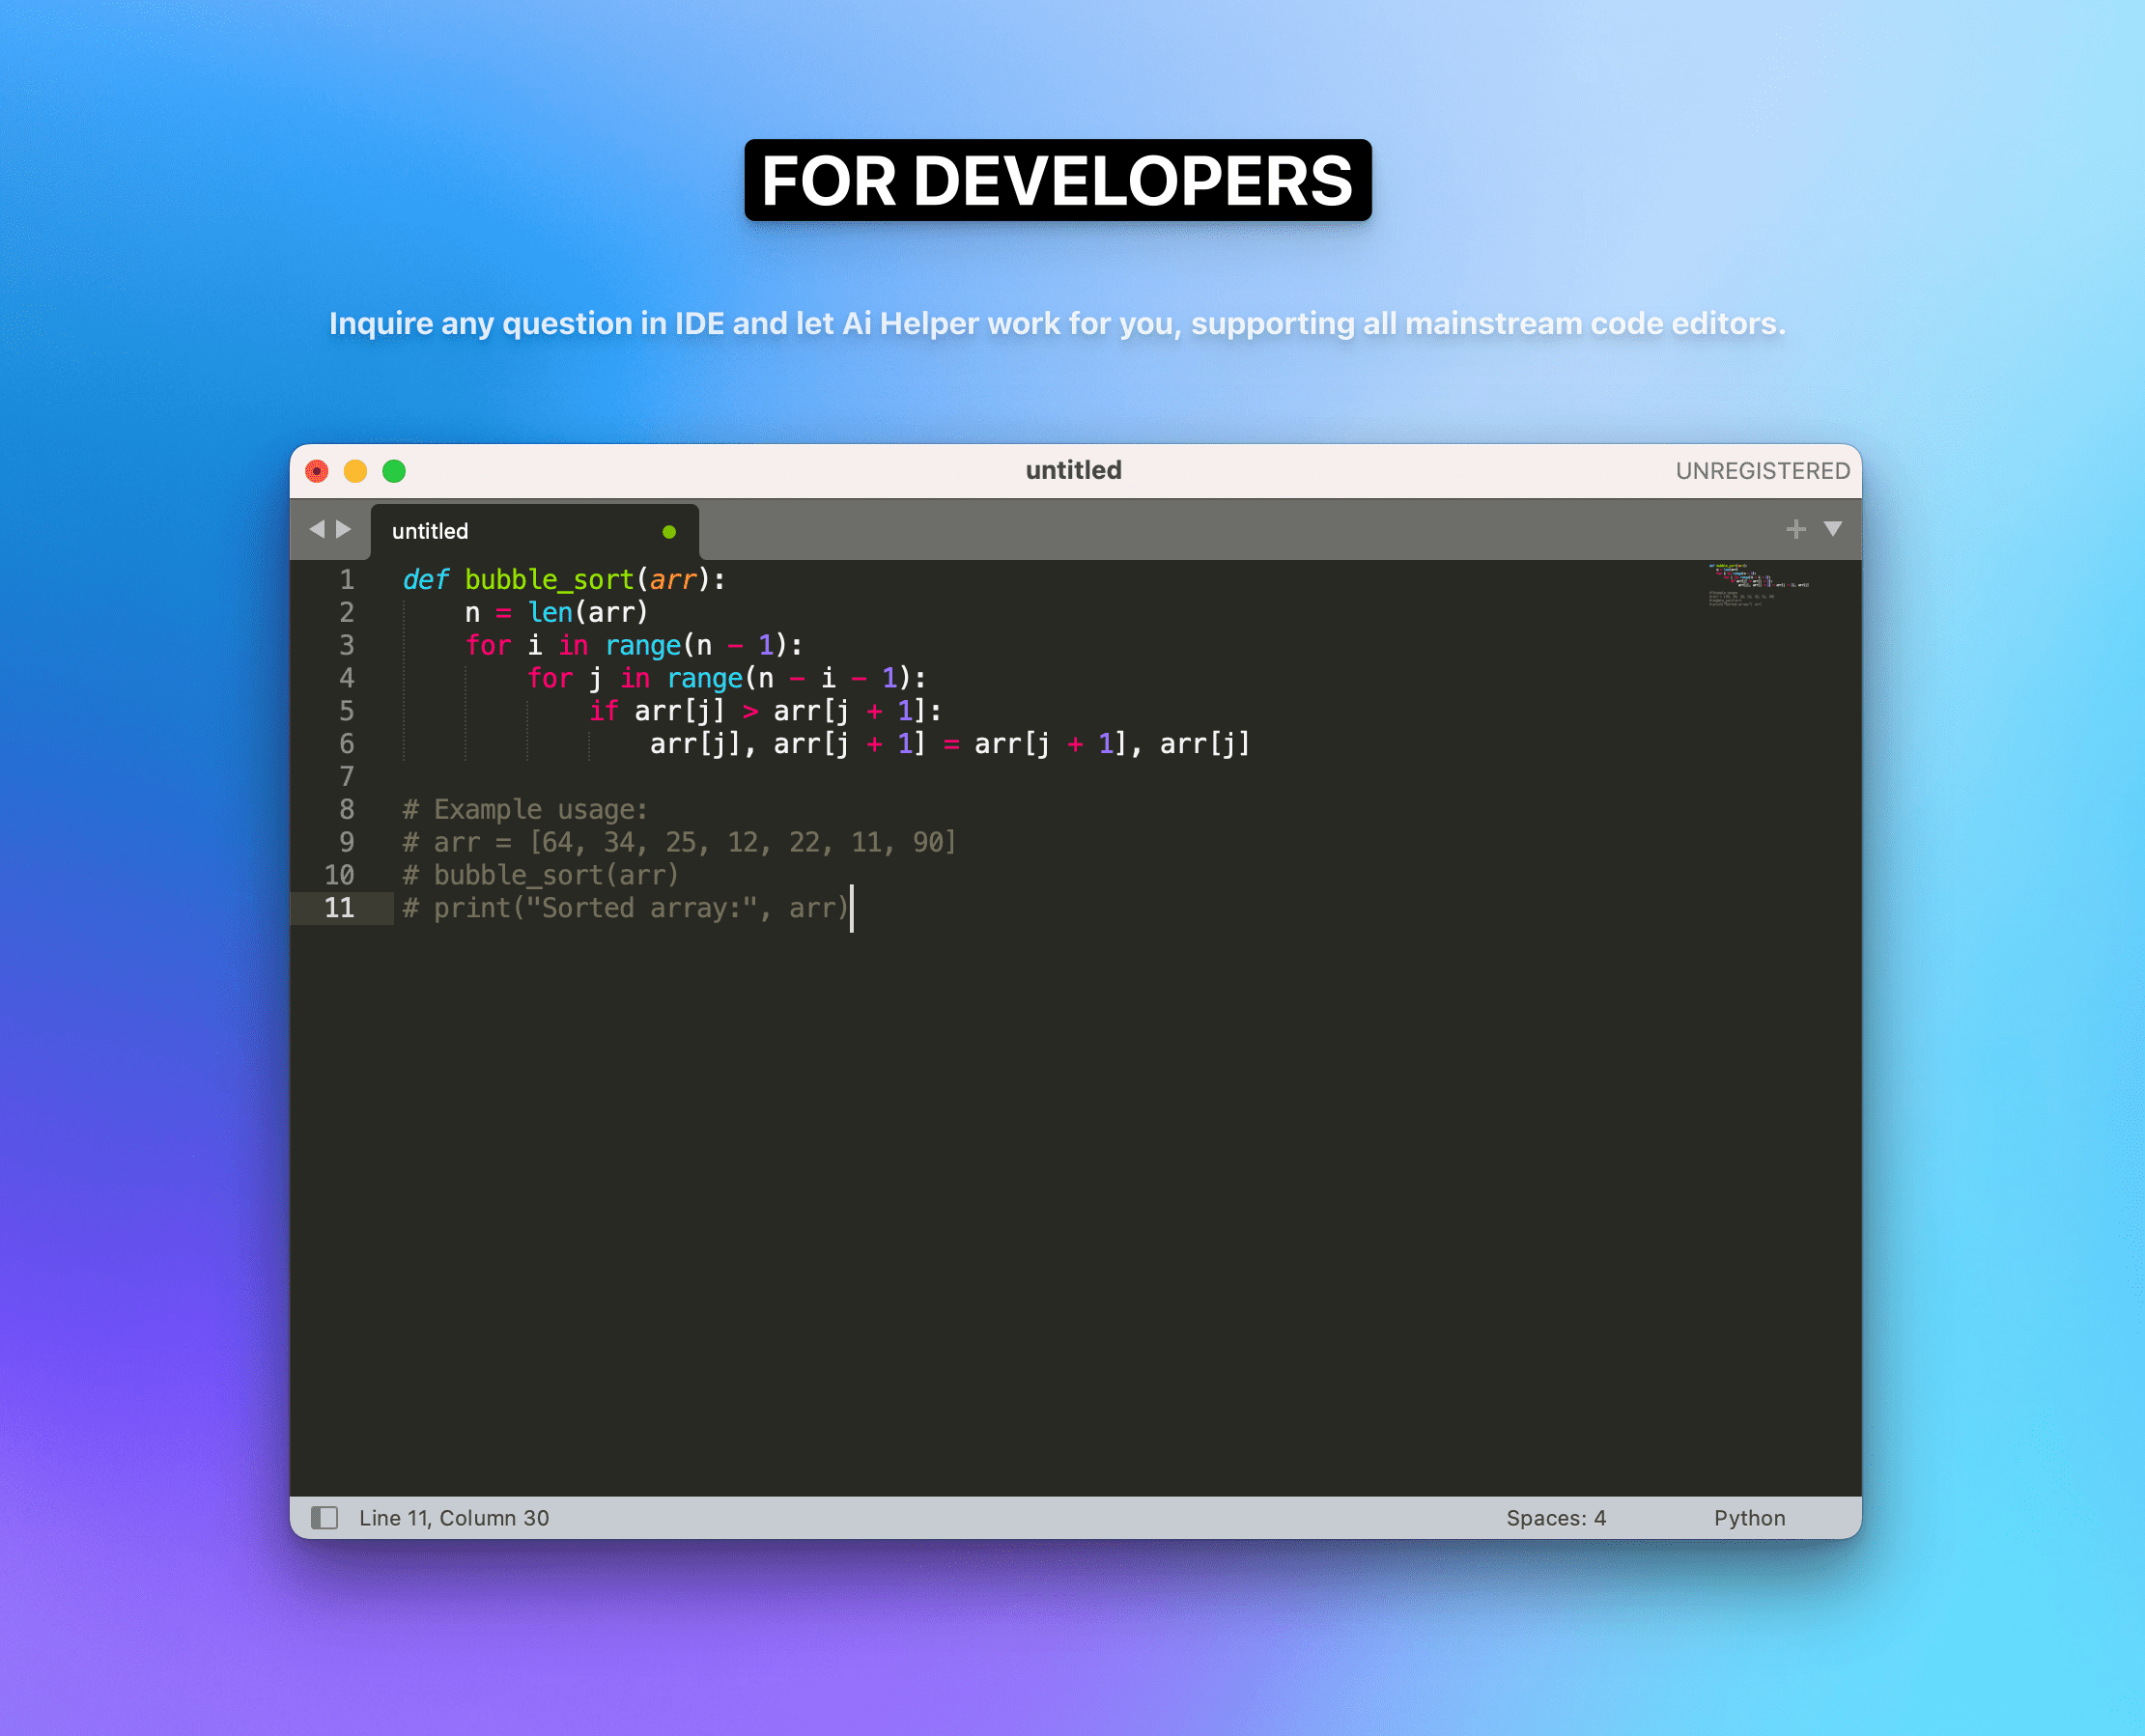 FOR DEVELOPERS
Inquire any question in IDE and let Ai Helper work for you, supporting all mainstream code editors.
untitled
UNREGISTERED
untitled
1 def bubble_sort(arr):
2     n = len(arr)
3     for i in range(n - 1):
4         for j in range(n - i - 1):
5             if arr[j] > arr[j + 1]:
6                 arr[j], arr[j + 1] = arr[j + 1], arr[j]
7
8 # Example usage:
9 # arr = [64, 34, 25, 12, 22, 11, 90]
10 # bubble_sort(arr)
11 # print("Sorted array:", arr)
Line 11, Column 30
Spaces: 4
Python